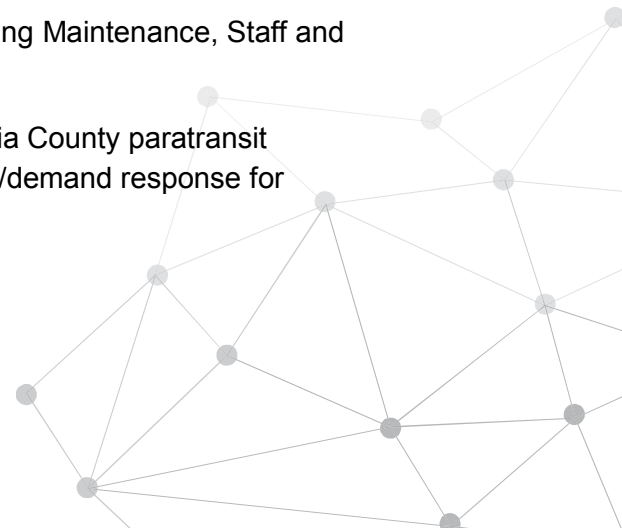 ng Maintenance, Staff and
ia County paratransit
/demand response for